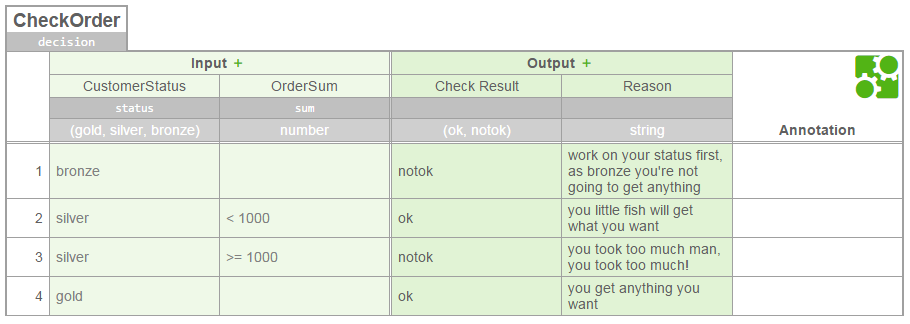 CheckOrder
decision
Input +
Output +
CustomerStatus
OrderSum
Check Result
Reason
status
sum
(gold, silver, bronze)
number
(ok, notok)
string
Annotation
1
bronze
notok
work on your status first,
as bronze you're not
going to get anything
2
silver
< 1000
ok
you little fish will get
what you want
3
silver
>= 1000
notok
you took too much man,
you took too much!
4
gold
ok
you get anything you
want